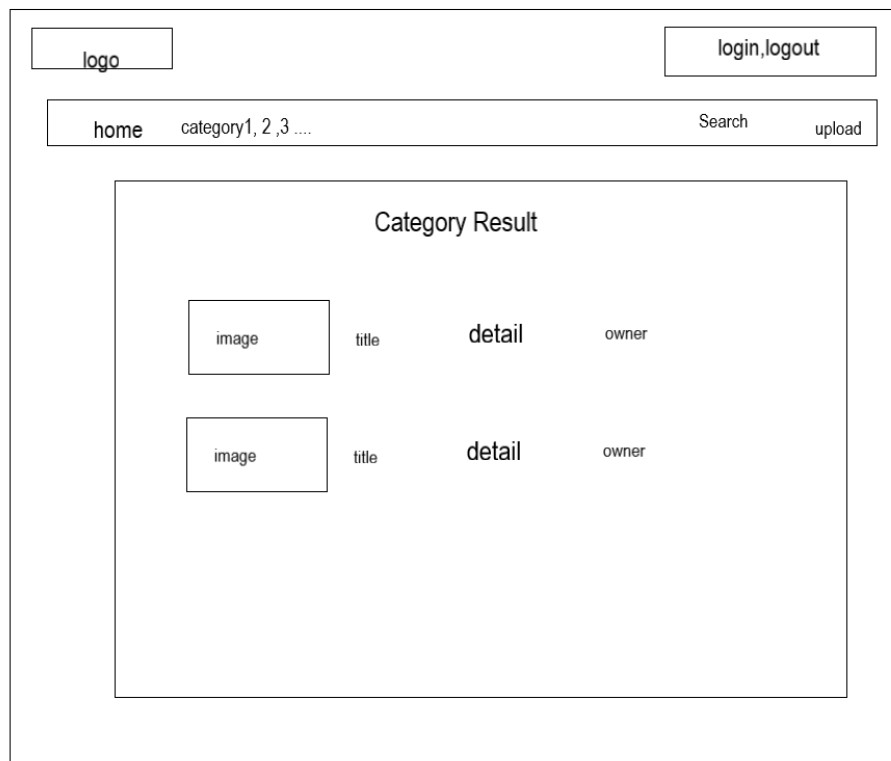 logo
login,logout
home category1, 2 ,3 .... Search upload
Category Result
image title detail owner
image title detail owner